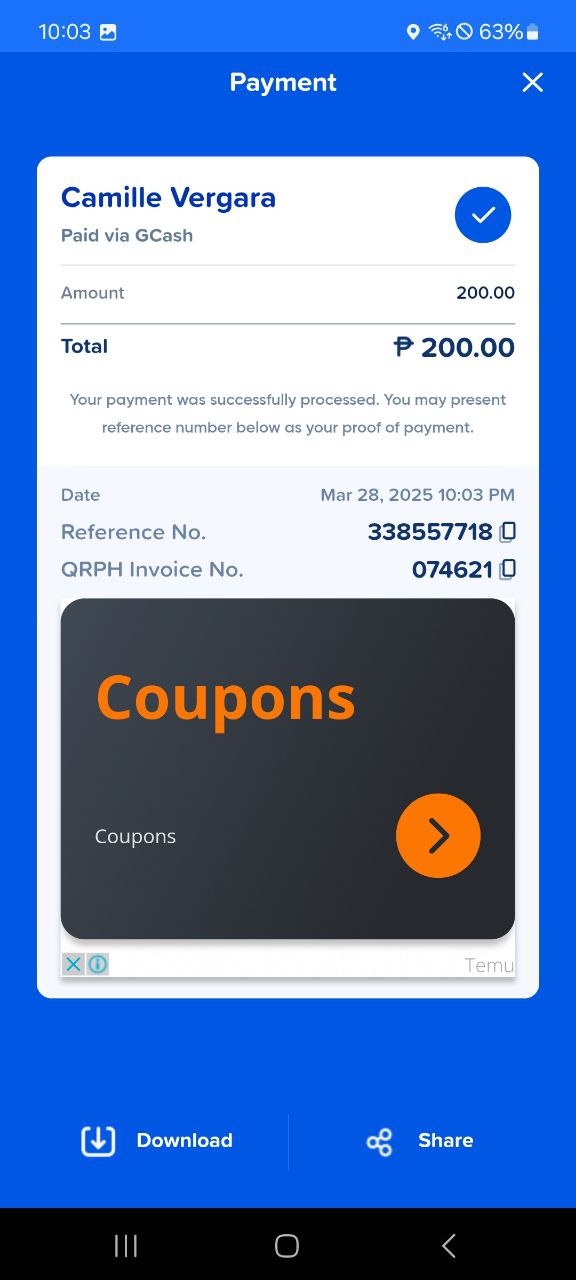 10:03 63%
Payment
Camille Vergara
Paid via GCash
Amount 200.00
Total ₱ 200.00
Your payment was successfully processed. You may present
reference number below as your proof of payment.
Date Mar 28, 2025 10:03 PM
Reference No. 338557718
QRPH Invoice No. 074621
Coupons
Coupons
Temu
Download Share